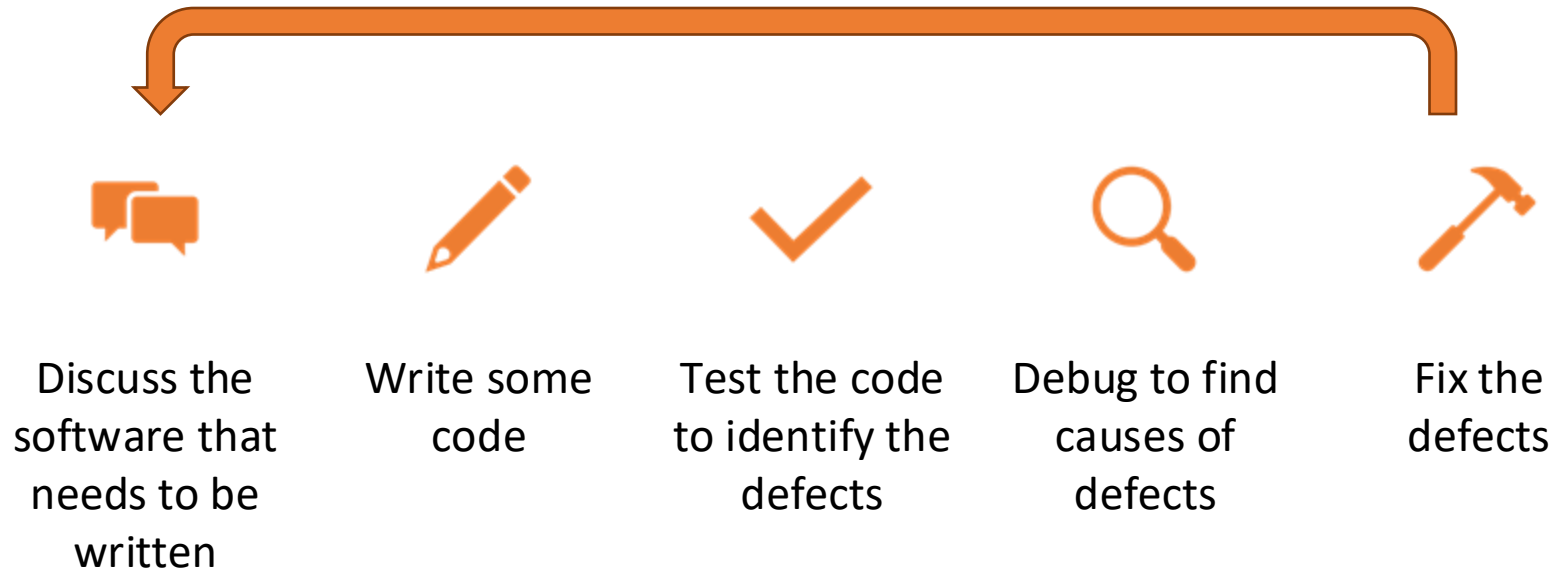 Discuss the
software that
needs to be
written
Write some
code
Test the code
to identify the
defects
Debug to find
causes of
defects
Fix the
defects